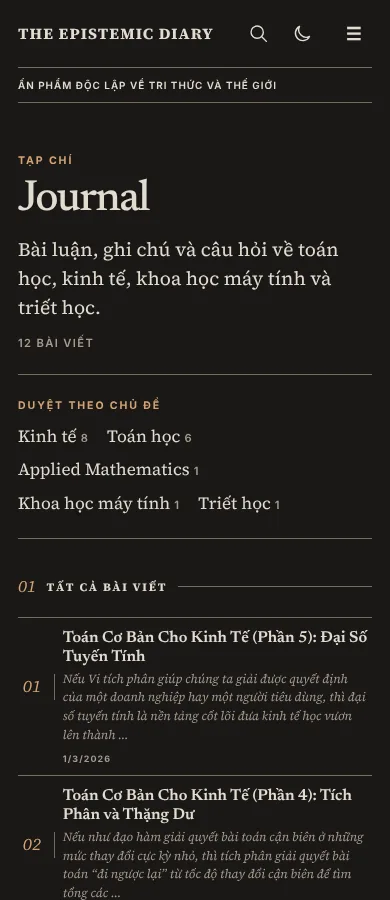 THE EPISTEMIC DIARY
ẤN PHẨM ĐỘC LẬP VỀ TRI THỨC VÀ THẾ GIỚI
TẠP CHÍ
Journal
Bài luận, ghi chú và câu hỏi về toán
học, kinh tế, khoa học máy tính và
triết học.
12 BÀI VIẾT
DUYỆT THEO CHỦ ĐỀ
Kinh tế 8 Toán học 6
Applied Mathematics 1
Khoa học máy tính 1 Triết học 1
01 TẤT CẢ BÀI VIẾT
Toán Cơ Bản Cho Kinh Tế (Phần 5): Đại Số
Tuyến Tính
01
Nếu Vi tích phân giúp chúng ta giải được quyết định
của một doanh nghiệp hay một người tiêu dùng, thì đại
số tuyến tính là nền tảng cốt lõi đưa kinh tế học vươn
lên thành ...
1/3/2026
Toán Cơ Bản Cho Kinh Tế (Phần 4): Tích
Phân và Thặng Dư
02
Nếu như đạo hàm giải quyết bài toán cận biên ở những
mức thay đổi cực kỳ nhỏ, thì tích phân giải quyết bài
toán “đi ngược lại” từ tốc độ thay đổi cận biên để tìm
tổng các ...